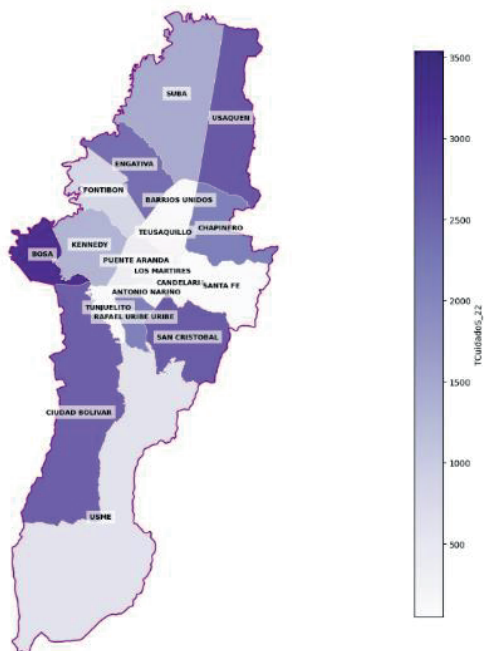 SUBA
USAQUEN
ENGATIVA
FONTIBON
BARRIOS UNIDOS
CHAPINERO
TEUSAQUILLO
BOSA
KENNEDY
PUENTE ARANDA
LOS MARTIRES
CANDELARI
SANTA FE
ANTONIO NARIÑO
TUNJUELITO
RAFAEL URIBE URIBE
SAN CRISTOBAL
CIUDAD BOLIVAR
USME
3500
3000
2500
2000
1500
1000
500
TCuidadoS_22